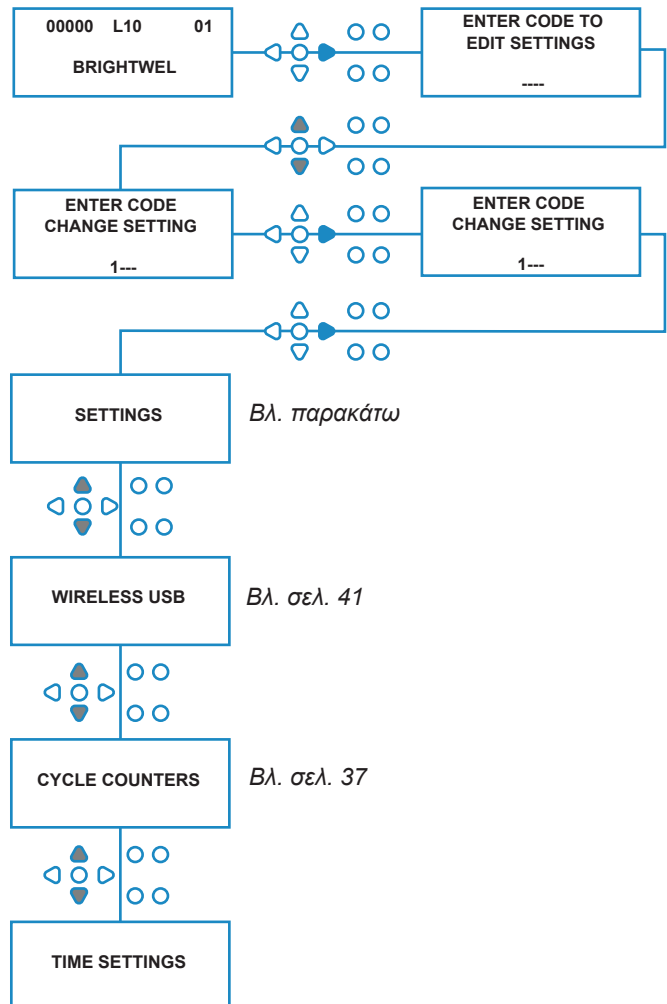 00000 L10 01
BRIGHTWEL
ENTER CODE TO
EDIT SETTINGS
----
ENTER CODE
CHANGE SETTING
1---
ENTER CODE
CHANGE SETTING
1---
SETTINGS
Βλ. παρακάτω
WIRELESS USB
Βλ. σελ. 41
CYCLE COUNTERS
Βλ. σελ. 37
TIME SETTINGS